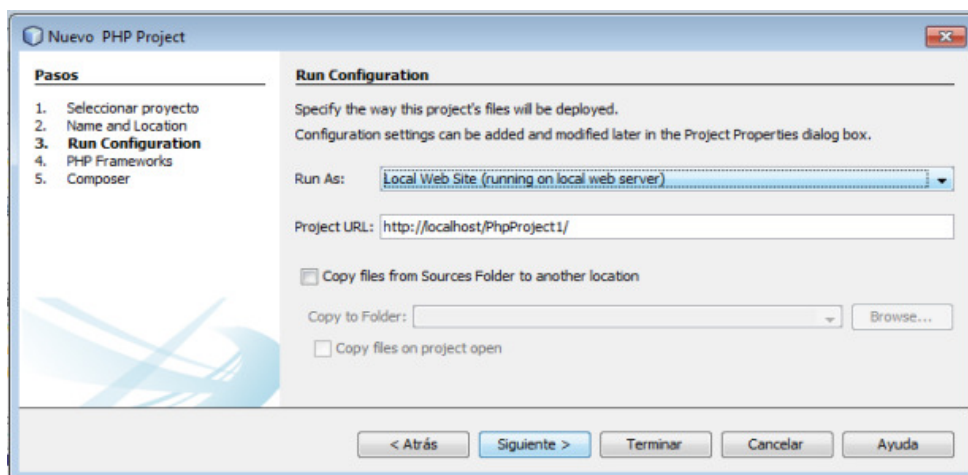 Nuevo PHP Project
Pasos
1. Seleccionar proyecto
2. Name and Location
3. Run Configuration
4. PHP Frameworks
5. Composer
Run Configuration
Specify the way this project's files will be deployed.
Configuration settings can be added and modified later in the Project Properties dialog box.
Run As: Local Web Site (running on local web server)
Project URL: http://localhost/PhpProject1/
Copy files from Sources Folder to another location
Copy to Folder: Browse...
Copy files on project open
< Atrás Siguiente > Terminar Cancelar Ayuda